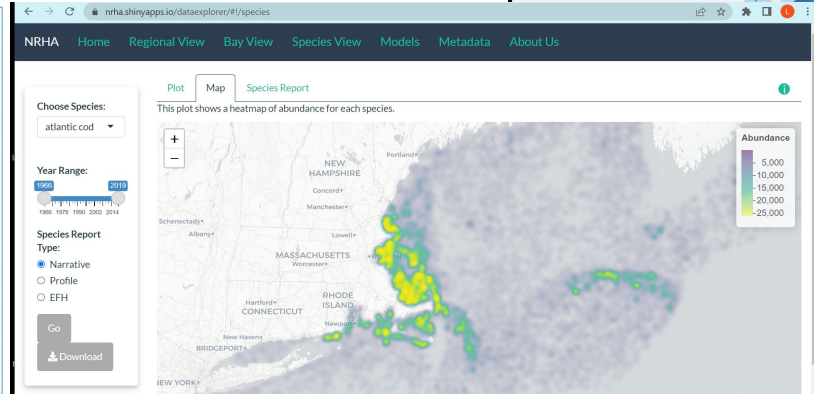 nrha.shinyapps.io/dataexplorer/#!/species
L
NRHA Home Regional View Bay View Species View Models Metadata About Us
Plot Map Species Report
This plot shows a heatmap of abundance for each species.
Choose Species:
atlantic cod
Year Range:
1966 2019
1966 1978 1990 2002 2014
Species Report
Type:
Narrative
Profile
EFH
Go
Download
+
−
Portland
NEW
HAMPSHIRE
Concord
Manchester
Schenectady
Albany
Lowell
MASSACHUSETTS
Worcester
Hartford
CONNECTICUT
RHODE
ISLAND
Newport
New Haven
BRIDGEPORT
NEW YORK
Abundance
5,000
10,000
15,000
20,000
25,000